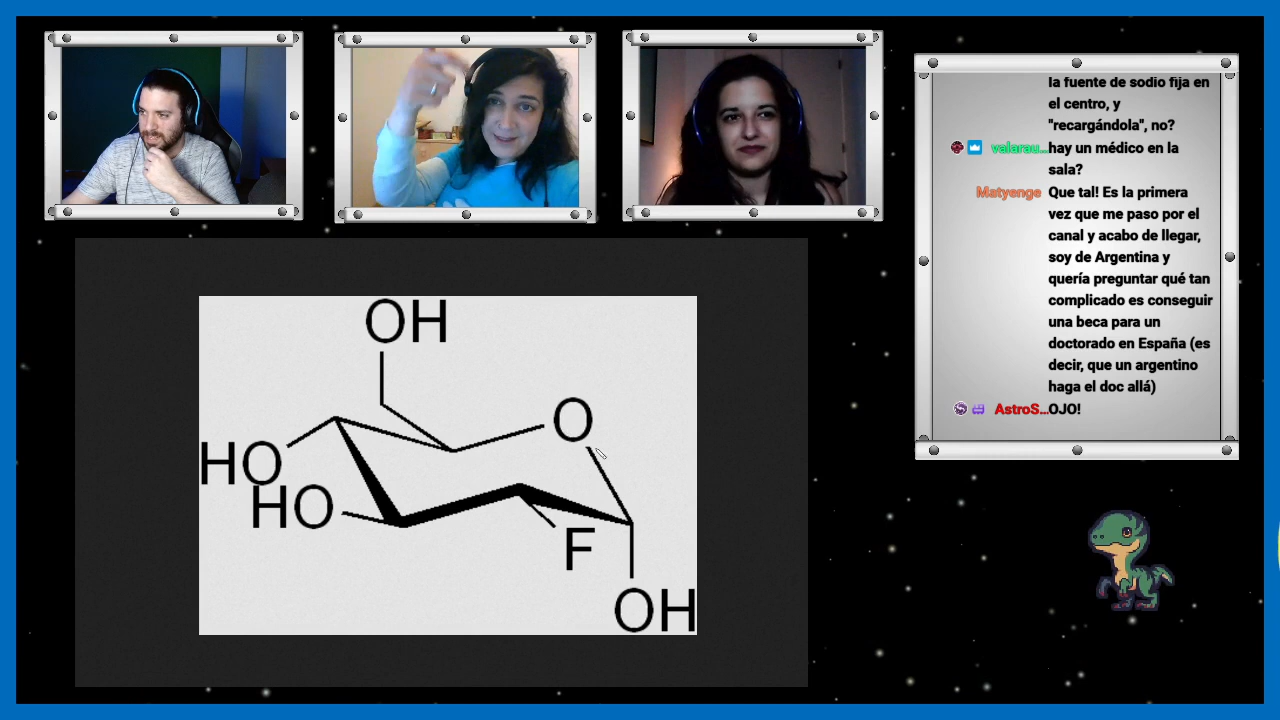 la fuente de sodio fija en
el centro, y
"recargándola", no?
valarau... hay un médico en la
sala?
Matyenge Que tal! Es la primera
vez que me paso por el
canal y acabo de llegar,
soy de Argentina y
quería preguntar qué tan
complicado es conseguir
una beca para un
doctorado en España (es
decir, que un argentino
haga el doc allá)
AstroS... OJO!
OH
O
HO
HO
F
OH